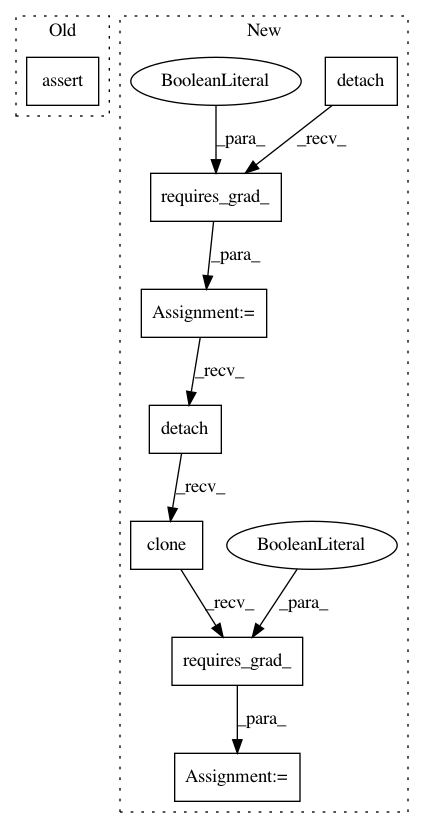 Old
New
assert
BooleanLiteral
detach
_para_
_recv_
requires_grad_
_para_
Assignment:=
_recv_
detach
_recv_
clone
BooleanLiteral
_recv_
_para_
requires_grad_
_para_
Assignment:=